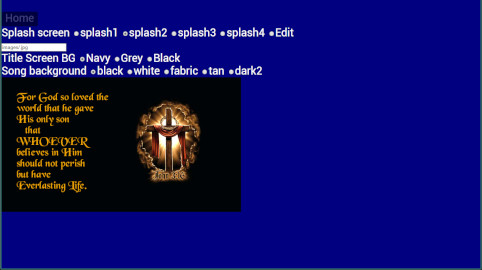 Home
Splash screen splash1 splash2 splash3 splash4 Edit
images/.jpg
Title Screen BG Navy Grey Black
Song background black white fabric tan dark2
For God so loved the
world that he gave
His only son
that
WHOEVER
believes in Him
should not perish
but have
Everlasting Life.